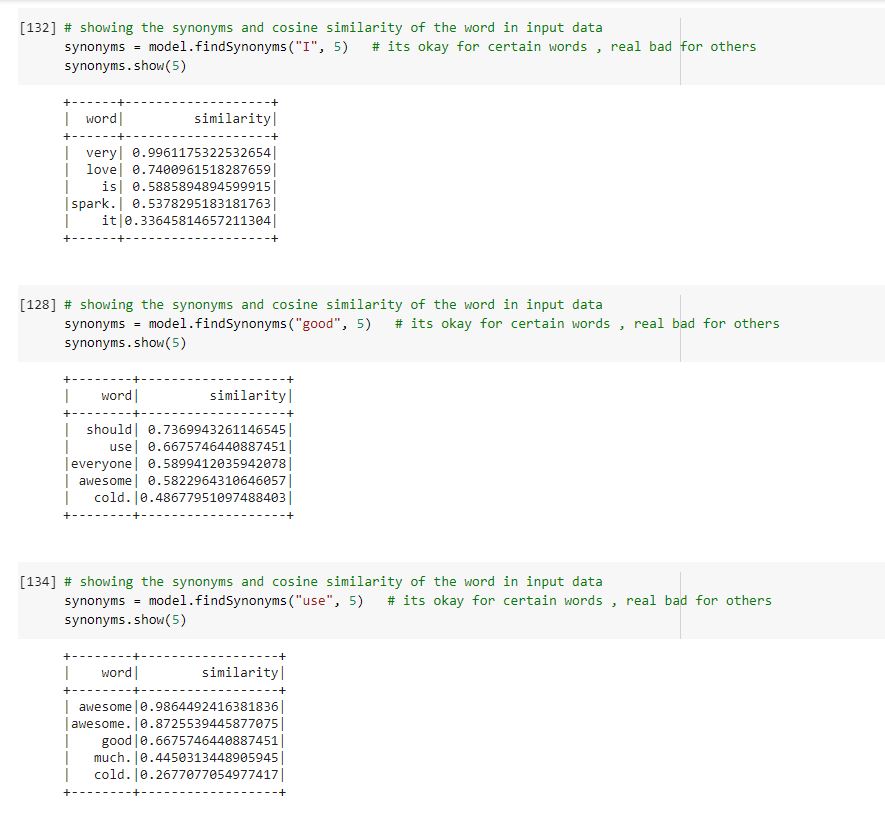 [132] # showing the synonyms and cosine similarity of the word in input data
synonyms = model.findSynonyms("I", 5)   # its okay for certain words , real bad for others
synonyms.show(5)
+------+-------------------+
|  word|         similarity|
+------+-------------------+
|  very| 0.9961175322532654|
|  love| 0.7400961518287659|
|    is| 0.5885894894599915|
|spark.| 0.5378295183181763|
|    it|0.33645814657211304|
+------+-------------------+
[128] # showing the synonyms and cosine similarity of the word in input data
synonyms = model.findSynonyms("good", 5)   # its okay for certain words , real bad for others
synonyms.show(5)
+--------+-------------------+
|    word|         similarity|
+--------+-------------------+
|  should| 0.7369943261146545|
|     use| 0.6675746440887451|
|everyone| 0.5899412035942078|
| awesome| 0.5822964310646057|
|   cold.|0.48677951097488403|
+--------+-------------------+
[134] # showing the synonyms and cosine similarity of the word in input data
synonyms = model.findSynonyms("use", 5)   # its okay for certain words , real bad for others
synonyms.show(5)
+--------+------------------+
|    word|        similarity|
+--------+------------------+
| awesome|0.9864492416381836|
|awesome.|0.8725539445877075|
|    good|0.6675746440887451|
|   much.|0.4450313448905945|
|   cold.|0.2677077054977417|
+--------+------------------+